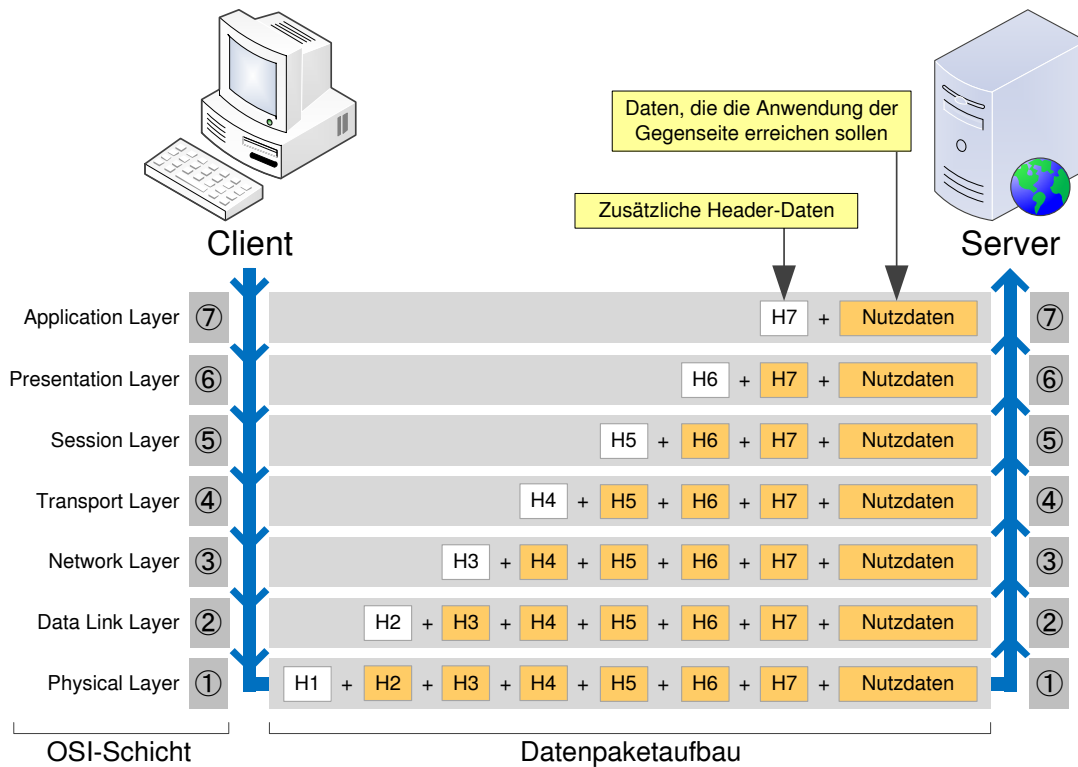 Daten, die die Anwendung der
Gegenseite erreichen sollen
Zusätzliche Header-Daten
Client
Server
Application Layer ⑦ H7 + Nutzdaten ⑦
Presentation Layer ⑥ H6 + H7 + Nutzdaten ⑥
Session Layer ⑤ H5 + H6 + H7 + Nutzdaten ⑤
Transport Layer ④ H4 + H5 + H6 + H7 + Nutzdaten ④
Network Layer ③ H3 + H4 + H5 + H6 + H7 + Nutzdaten ③
Data Link Layer ② H2 + H3 + H4 + H5 + H6 + H7 + Nutzdaten ②
Physical Layer ① H1 + H2 + H3 + H4 + H5 + H6 + H7 + Nutzdaten ①
OSI-Schicht
Datenpaketaufbau